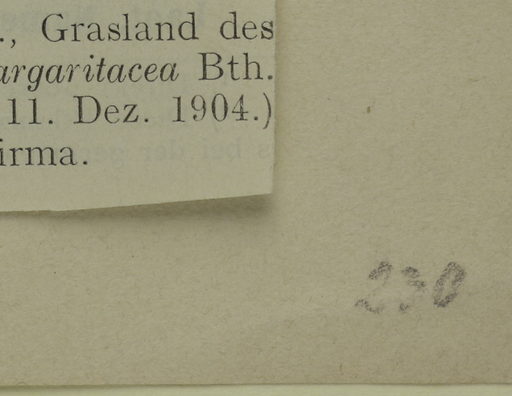 ., Grasland des
argaritacea Bth.
11. Dez. 1904.)
irma.
230